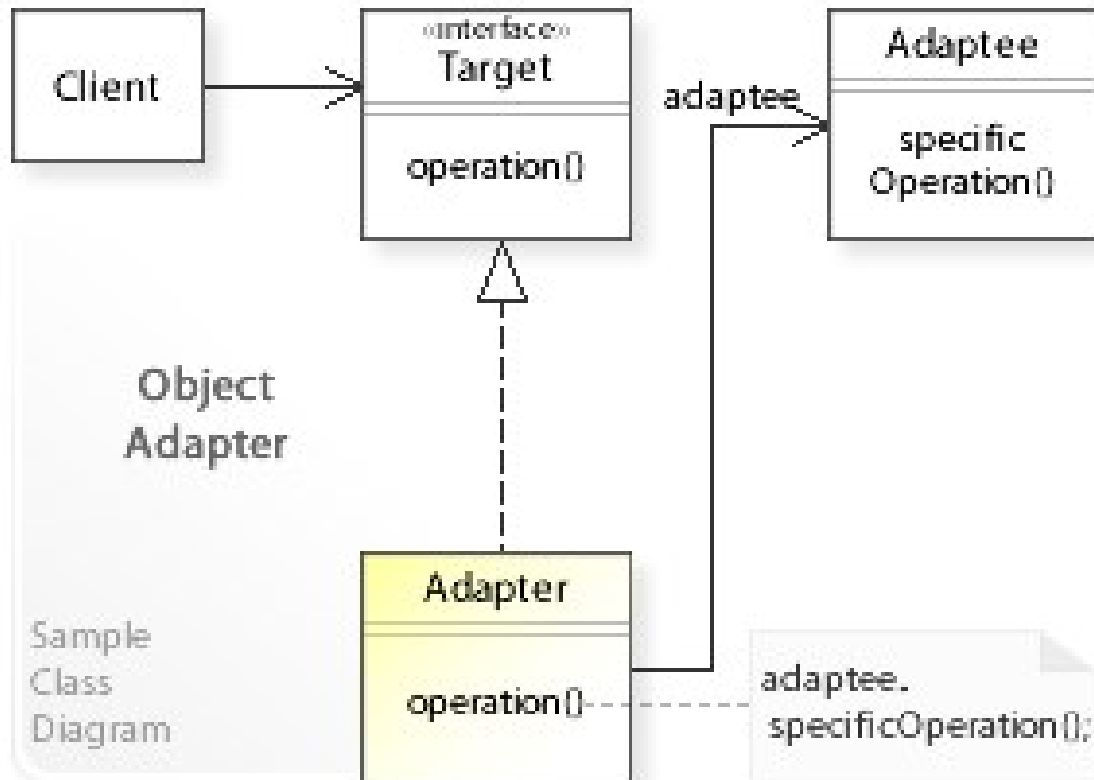 Client
«interface»
Target
operation()
adaptee
Adaptee
specific
Operation()
Object
Adapter
Adapter
operation()
adaptee.
specificOperation();
Sample
Class
Diagram